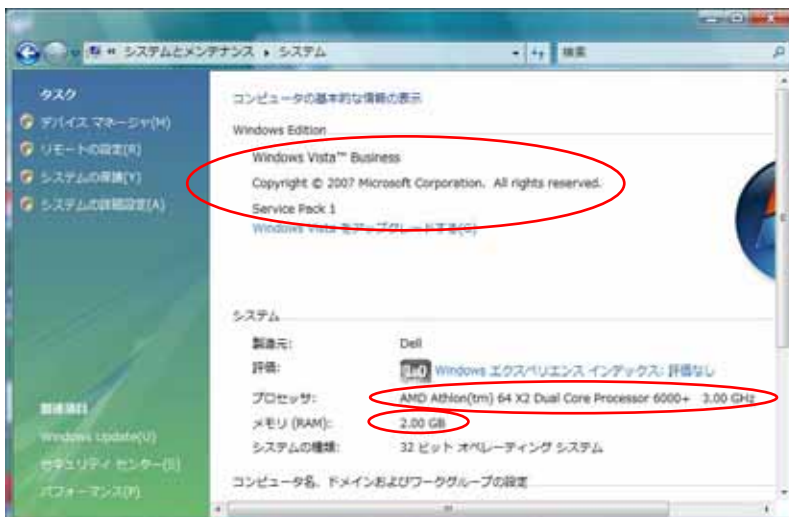 システムとメンテナンス ▸ システム
検索
タスク
デバイス マネージャ(M)
リモートの設定(R)
システムの保護(Y)
システムの詳細設定(A)
コンピュータの基本的な情報の表示
Windows Edition
Windows Vista™ Business
Copyright © 2007 Microsoft Corporation. All rights reserved.
Service Pack 1
Windows Vista をアップグレードする(G)
システム
製造元: Dell
評価: Windows エクスペリエンス インデックス: 評価なし
プロセッサ: AMD Athlon(tm) 64 X2 Dual Core Processor 6000+ 3.00 GHz
メモリ (RAM): 2.00 GB
システムの種類: 32 ビット オペレーティング システム
関連項目
Windows Update(U)
セキュリティ センター(S)
パフォーマンス(P)
コンピュータ名、ドメインおよびワークグループの設定